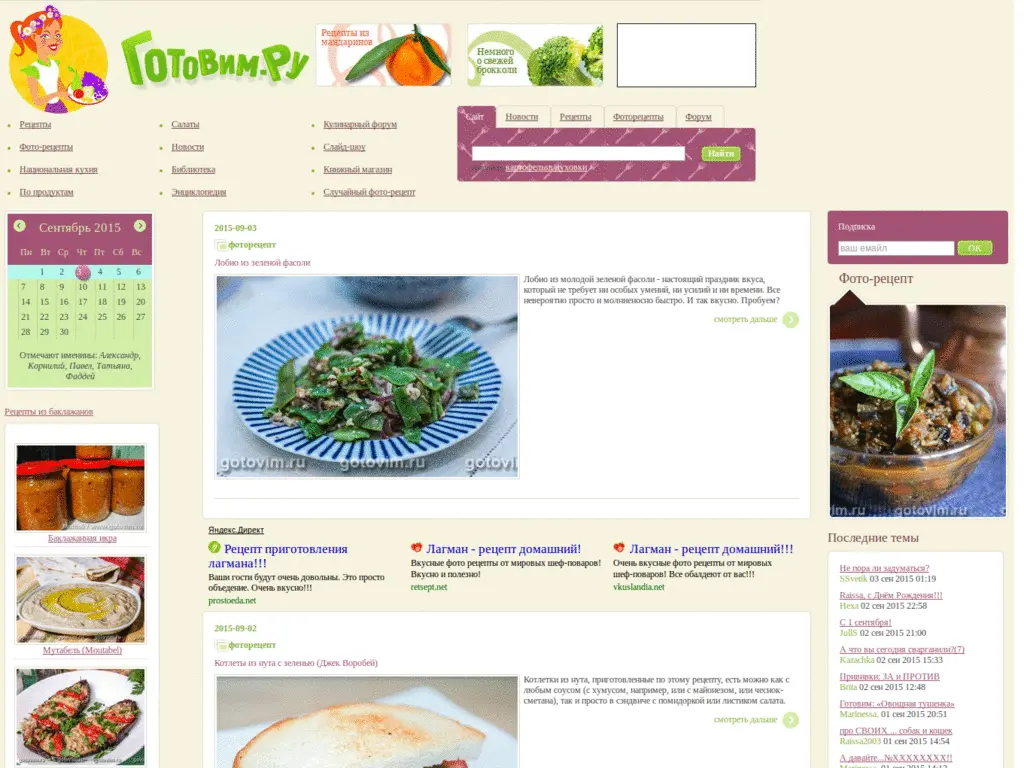 Готовим.Ру
Рецепты из
мандаринов
Немного
о свежей
брокколи
Рецепты
Фото-рецепты
Национальная кухня
По продуктам
Салаты
Новости
Библиотека
Энциклопедия
Кулинарный форум
Слайд-шоу
Книжный магазин
Случайный фото-рецепт
Сайт
Новости
Рецепты
Фоторецепты
Форум
Найти
картофель в духовки
Сентябрь 2015
Пн Вт Ср Чт Пт Сб Вс
1 2 3 4 5 6
7 8 9 10 11 12 13
14 15 16 17 18 19 20
21 22 23 24 25 26 27
28 29 30
Отмечают именины: Александр,
Корнилий, Павел, Татьяна,
Фаддей
Рецепты из баклажанов
Баклажанная икра
Мутабель (Moutabel)
2015-09-03
фоторецепт
Лобио из зеленой фасоли
gotovim.ru gotovim.ru gotovi
Лобио из молодой зеленой фасоли - настоящий праздник вкуса,
который не требует ни особых умений, ни усилий и ни времени. Все
невероятно просто и молниеносно быстро. И так вкусно. Пробуем?
смотреть дальше
Яндекс.Директ
Рецепт приготовления
лагмана!!!
Ваши гости будут очень довольны. Это просто
объедение. Очень вкусно!!!
prostoeda.net
Лагман - рецепт домашний!
Вкусные фото рецепты от мировых шеф-поваров!
Вкусно и полезно!
retsept.net
Лагман - рецепт домашний!!!
Очень вкусные фото рецепты от мировых
шеф-поваров! Все обалдеют от вас!!!
vkuslandia.net
2015-09-02
фоторецепт
Котлеты из нута с зеленью (Джек Воробей)
Котлетки из нута, приготовленные по этому рецепту, есть можно как с
любым соусом (с хумусом, например, или с майонезом, или чеснок-
сметана), так и просто в сэндвиче с помидоркой или листиком салата.
смотреть дальше
Подписка
ваш емайл
OK
Фото-рецепт
gotovim.ru
Последние темы
Не пора ли задуматься?
SSvetik 03 сен 2015 01:19
Raissa, с Днём Рождения!!!
Hexa 02 сен 2015 22:58
С 1 сентября!
JullS 02 сен 2015 21:00
А что вы сегодня сварганили?(7)
Kazachka 02 сен 2015 15:33
Прививки: ЗА и ПРОТИВ
Brita 02 сен 2015 12:48
Готовим: «Овощная тушенка»
Marinessa. 01 сен 2015 20:51
про СВОИХ ... собак и кошек
Raissa2003 01 сен 2015 14:54
А давайте...№XXXXXXXX!!